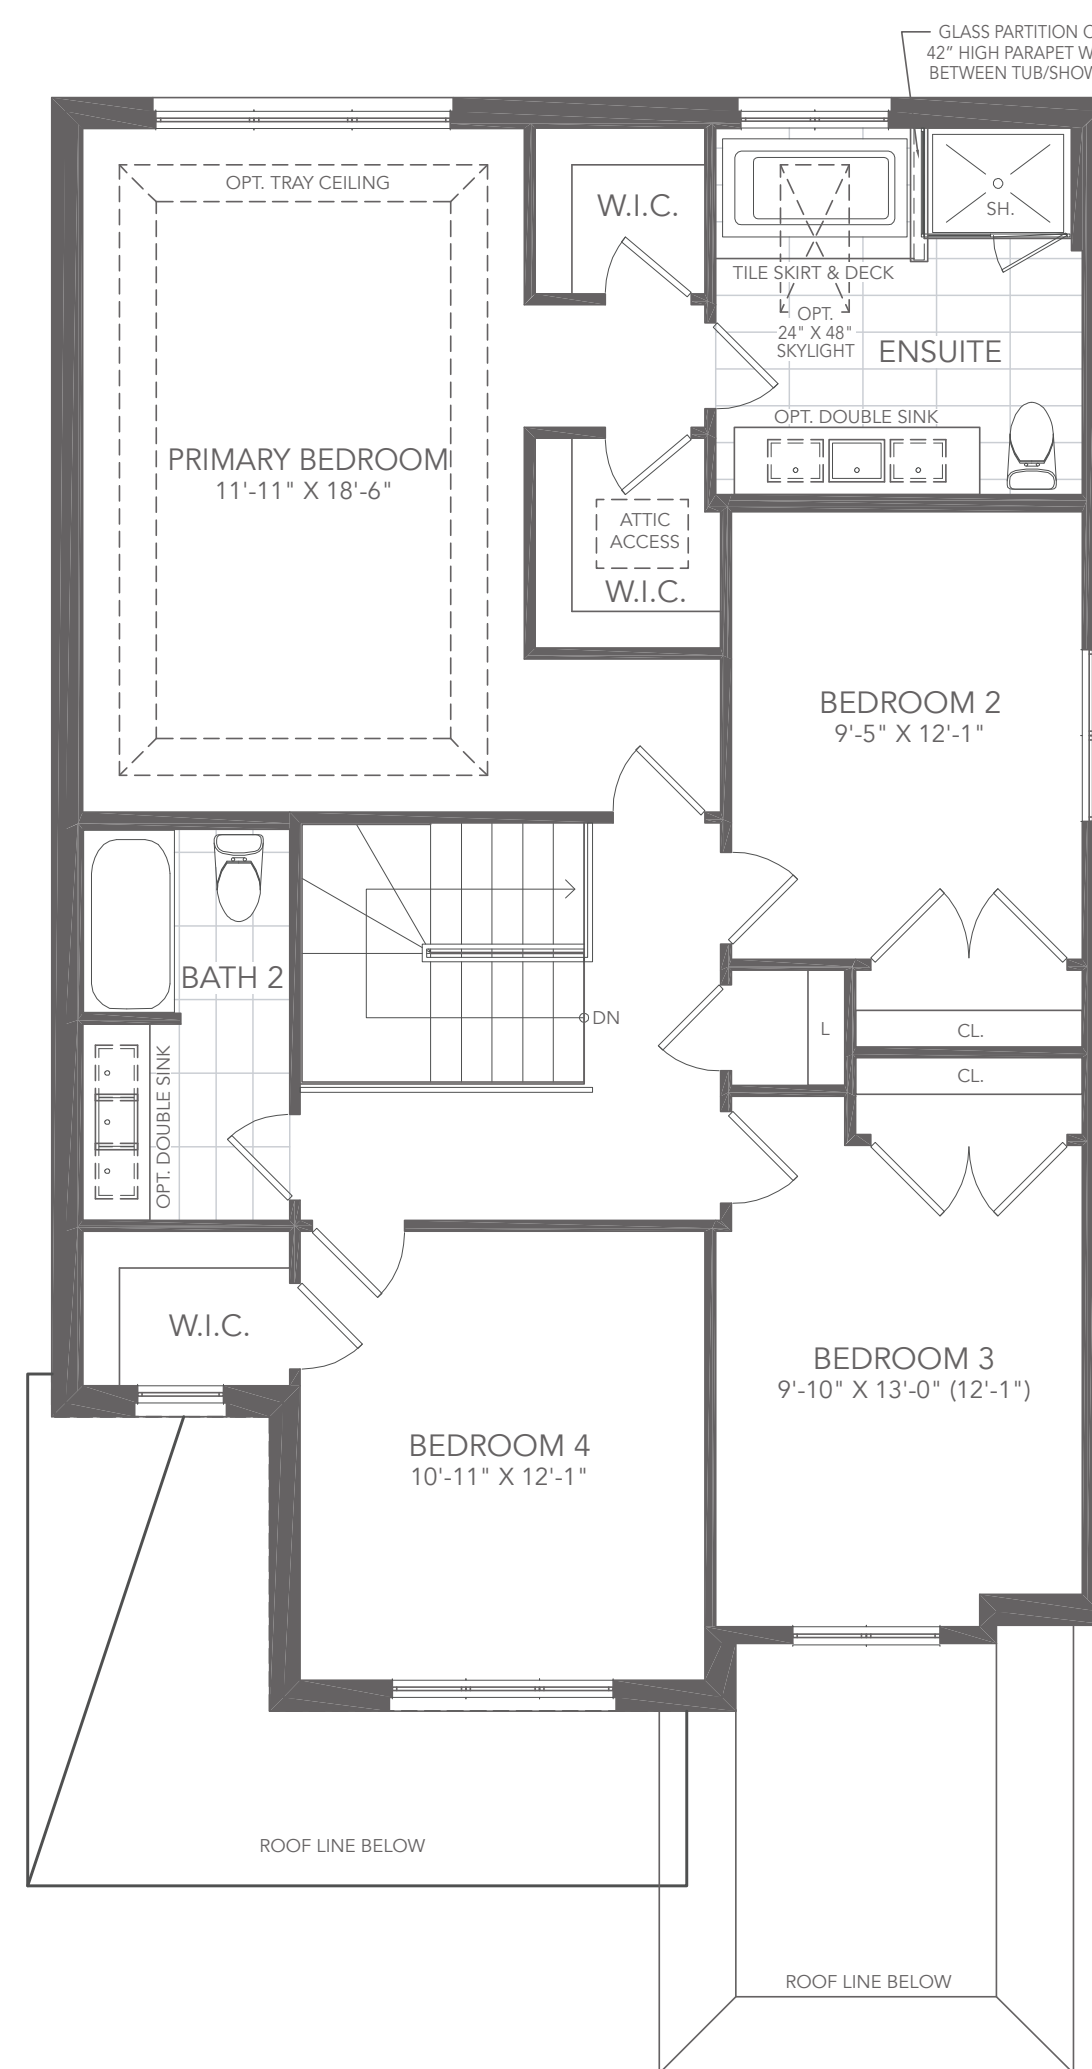 GLASS PARTITION
42" HIGH PARAPET
BETWEEN
OPT. TRAY CEILING
W.I.C.
SH.
TILE SKIRT & DECK
OPT.
24" X 48"
SKYLIGHT
ENSUITE
OPT. DOUBLE SINK
PRIMARY BEDROOM
11'-11" X 18'-6"
ATTIC
ACCESS
W.I.C.
BEDROOM 2
9'-5" X 12'-1"
BATH 2
DN
L
CL.
CL.
OPT. DOUBLE SINK
W.I.C.
BEDROOM 3
9'-10" X 13'-0" (12'-1")
BEDROOM 4
10'-11" X 12'-1"
ROOF LINE BELOW
ROOF LINE BELOW